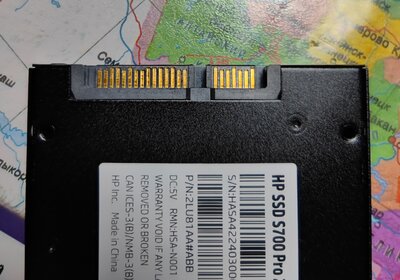 HP SSD S700 Pro
S/N:HASA42240300
P/N:2LU81AA#ABB
DC:5V RMN:HSA-N001
WARRANTY VOID IF ANY L
REMOVED OR BROKEN
CAN ICES-3(B)/NMB-3(B)
HP Inc. Made in China